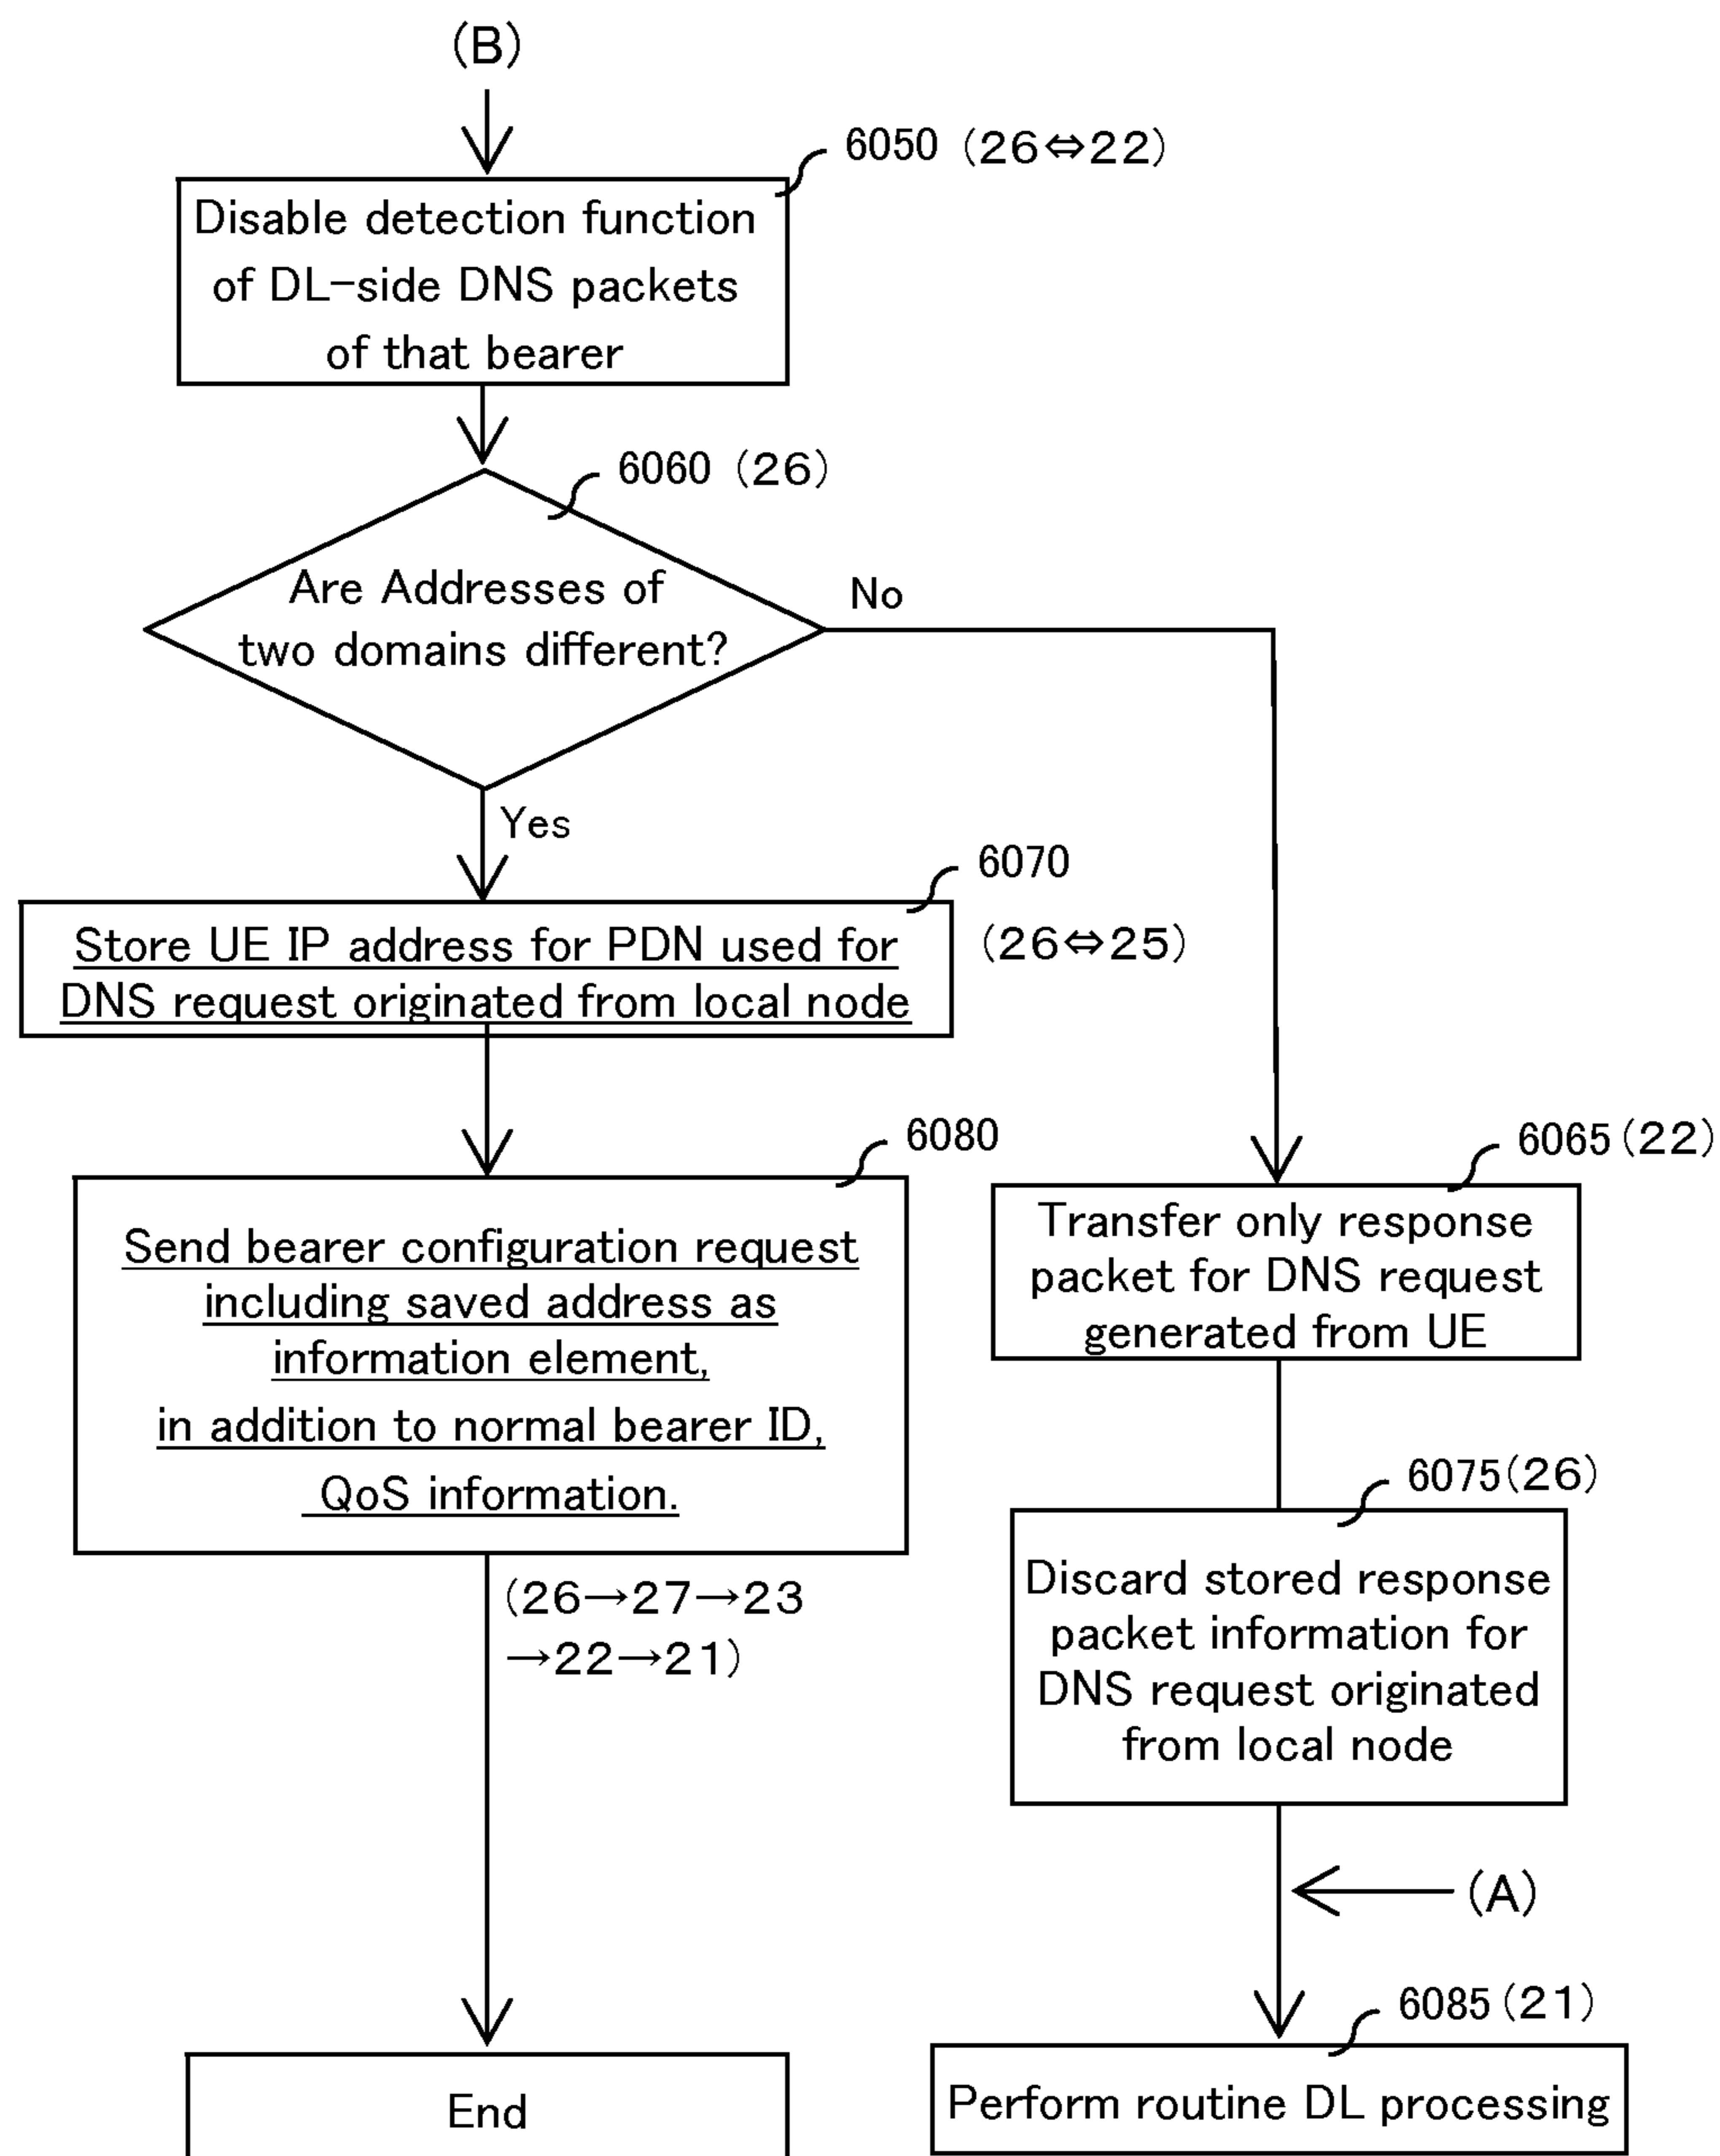 (B)
6050 (26⇔22)
Disable detection function
of DL-side DNS packets
of that bearer
6060 (26)
Are Addresses of
two domains different?
No
Yes
6070
(26⇔25)
Store UE IP address for PDN used for
DNS request originated from local node
6080
Send bearer configuration request
including saved address as
information element,
in addition to normal bearer ID,
QoS information.
(26→27→23
→22→21)
End
6065 (22)
Transfer only response
packet for DNS request
generated from UE
6075 (26)
Discard stored response
packet information for
DNS request originated
from local node
(A)
6085 (21)
Perform routine DL processing